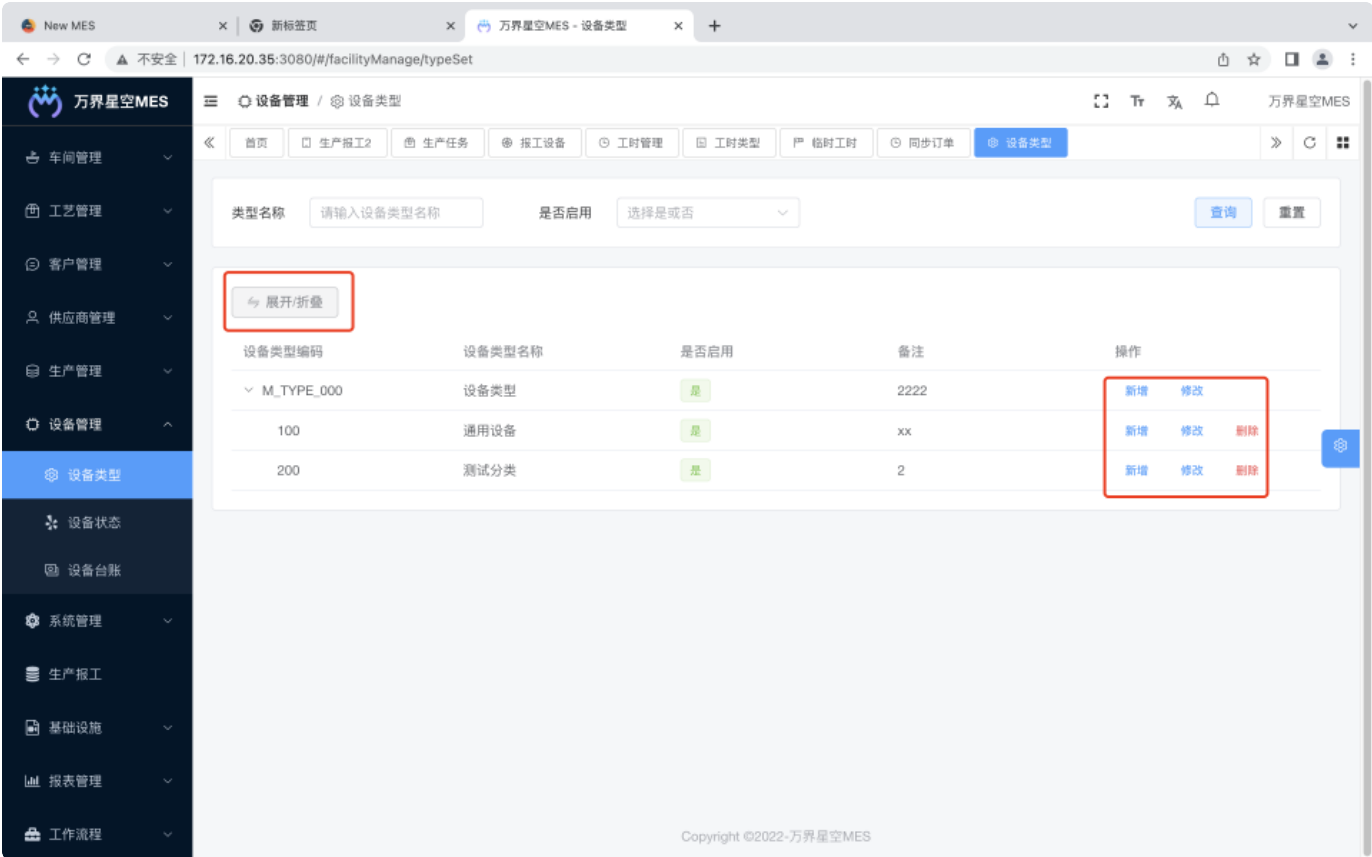 New MES
新标签页
万界星空MES - 设备类型
不安全 172.16.20.35:3080/#/facilityManage/typeSet
万界星空MES
设备管理 / 设备类型
万界星空MES
首页 生产报工2 生产任务 报工设备 工时管理 工时类型 临时工时 同步订单 设备类型
车间管理
工艺管理
客户管理
供应商管理
生产管理
设备管理
设备类型
设备状态
设备台账
系统管理
生产报工
基础设施
报表管理
工作流程
类型名称 请输入设备类型名称 是否启用 选择是或否 查询 重置
展开/折叠
设备类型编码 设备类型名称 是否启用 备注 操作
M_TYPE_000 设备类型 是 2222 新增 修改
100 通用设备 是 xx 新增 修改 删除
200 测试分类 是 2 新增 修改 删除
Copyright ©2022-万界星空MES